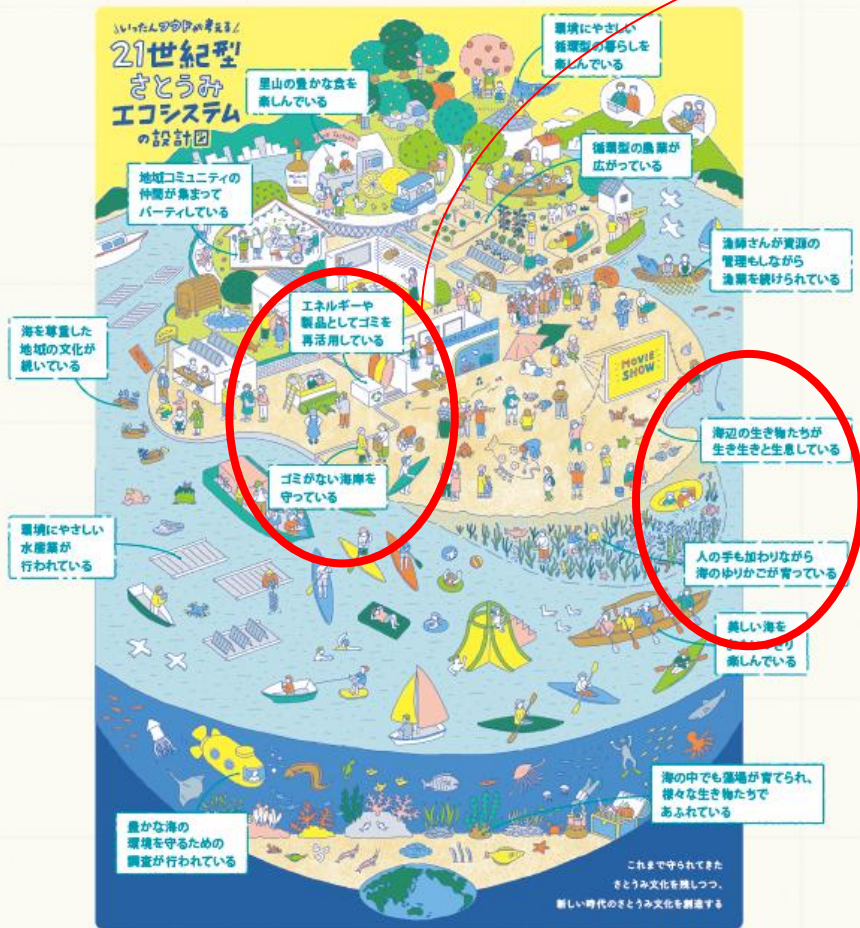 いったんマウドが考える
21世紀型
さとうみ
エコシステム
の設計図
環境にやさしい
循環型の暮らしを
楽しんでいる
里山の豊かな食を
楽しんでいる
循環型の農業が
広がっている
地域コミュニティの
仲間が集まって
パーティしている
漁師さんが資源の
管理もしながら
漁業を続けられている
エネルギーや
製品としてゴミを
再活用している
海を尊重した
地域の文化が
続いている
MOVIE
SHOW
海辺の生き物たちが
生き生きと生息している
ゴミがない海岸を
守っている
環境にやさしい
水産業が
行われている
人の手も加わりながら
海のゆりかごが育っている
美しい海を
楽しんでいる
海の中でも藻場が育てられ、
様々な生き物たちで
あふれている
豊かな海の
環境を守るための
調査が行われている
これまで守られてきた
さとうみ文化を残しつつ、
新しい時代のさとうみ文化を創造する